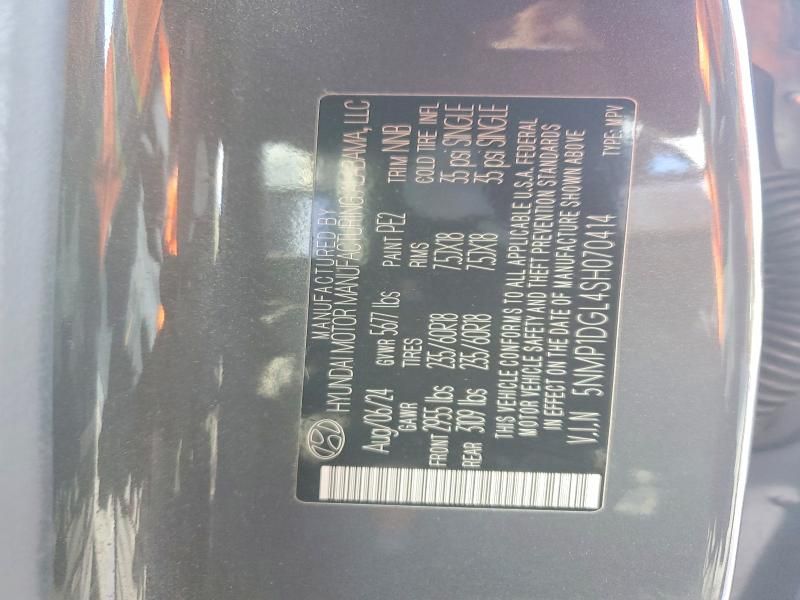 MANUFACTURED BY
HYUNDAI MOTOR MANUFACTURING ALABAMA, LLC
Aug/06/24 GVWR 5677 lbs PAINT PE2 TRIM NNB
GAWR TIRES RIMS COLD TIRE INFL
FRONT 2955 lbs 235/60R18 7.5JX18 35 psi SINGLE
REAR 3109 lbs 235/60R18 7.5JX18 35 psi SINGLE
THIS VEHICLE CONFORMS TO ALL APPLICABLE U.S.A. FEDERAL
MOTOR VEHICLE SAFETY AND THEFT PREVENTION STANDARDS
IN EFFECT ON THE DATE OF MANUFACTURE SHOWN ABOVE
V.I.N 5NMP1DGL4SH070414 TYPE: MPV